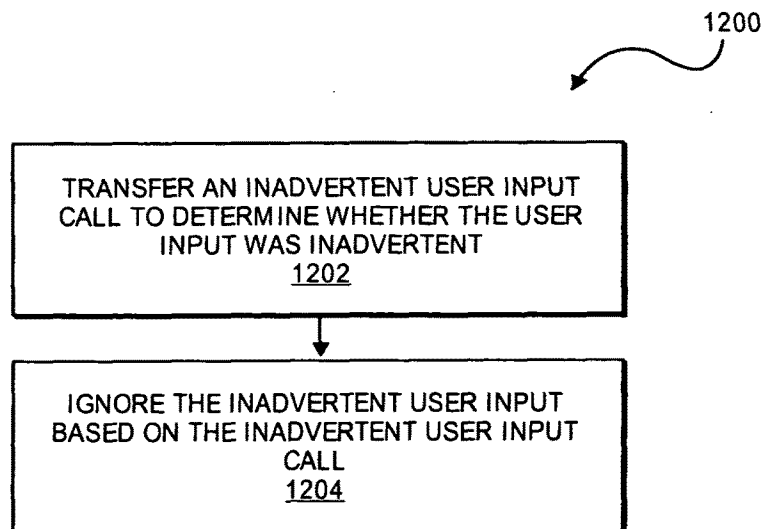 1200
TRANSFER AN INADVERTENT USER INPUT
CALL TO DETERMINE WHETHER THE USER
INPUT WAS INADVERTENT
1202
IGNORE THE INADVERTENT USER INPUT
BASED ON THE INADVERTENT USER INPUT
CALL
1204